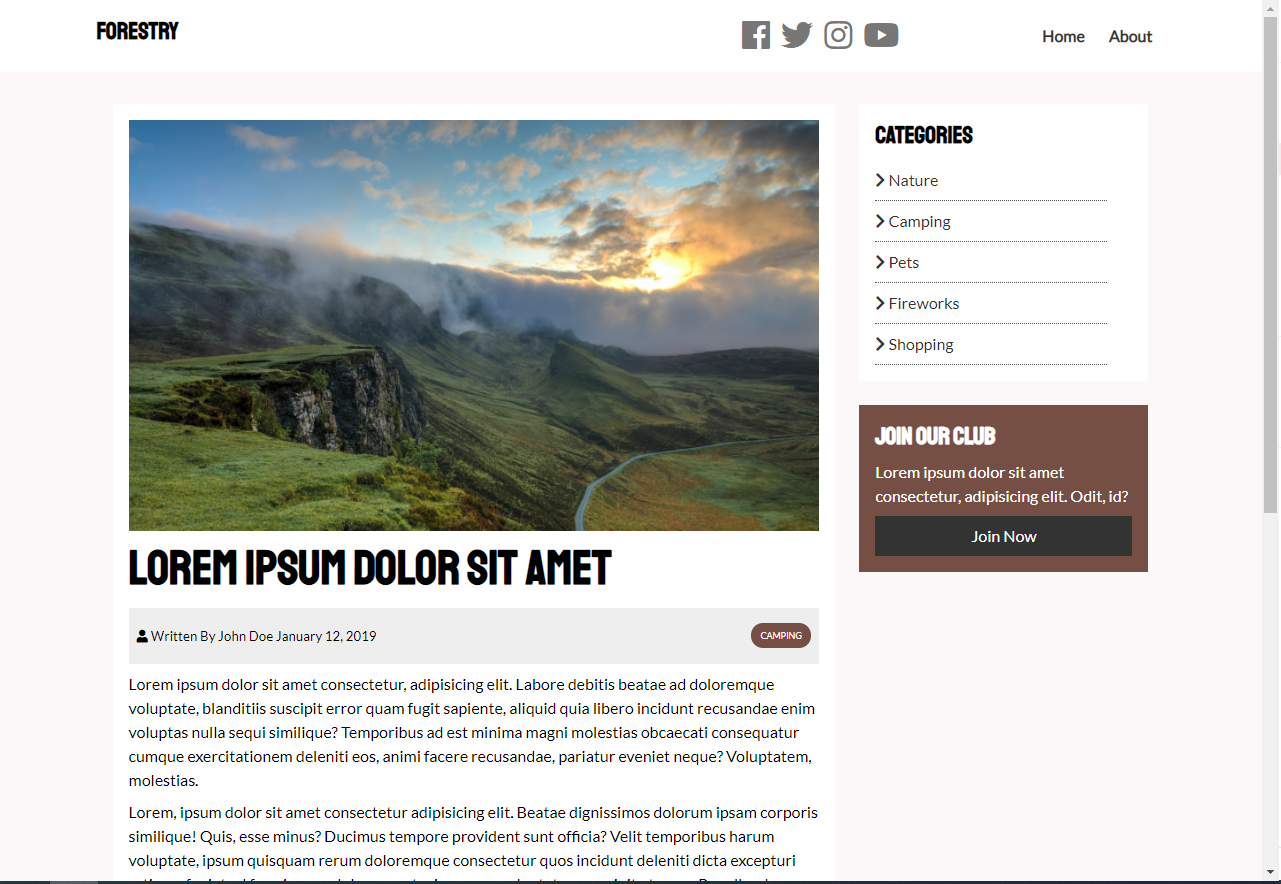 FORESTRY
Home About
LOREM IPSUM DOLOR SIT AMET
Written By John Doe January 12, 2019
CAMPING
Lorem ipsum dolor sit amet consectetur, adipisicing elit. Labore debitis beatae ad doloremque
voluptate, blanditiis suscipit error quam fugit sapiente, aliquid quia libero incidunt recusandae enim
voluptas nulla sequi similique? Temporibus ad est minima magni molestias obcaecati consequatur
cumque exercitationem deleniti eos, animi facere recusandae, pariatur eveniet neque? Voluptatem,
molestias.
Lorem, ipsum dolor sit amet consectetur adipisicing elit. Beatae dignissimos dolorum ipsam corporis
similique! Quis, esse minus? Ducimus tempore provident sunt officia? Velit temporibus harum
voluptate, ipsum quisquam rerum doloremque consectetur quos incidunt deleniti dicta excepturi
CATEGORIES
Nature
Camping
Pets
Fireworks
Shopping
JOIN OUR CLUB
Lorem ipsum dolor sit amet
consectetur, adipisicing elit. Odit, id?
Join Now